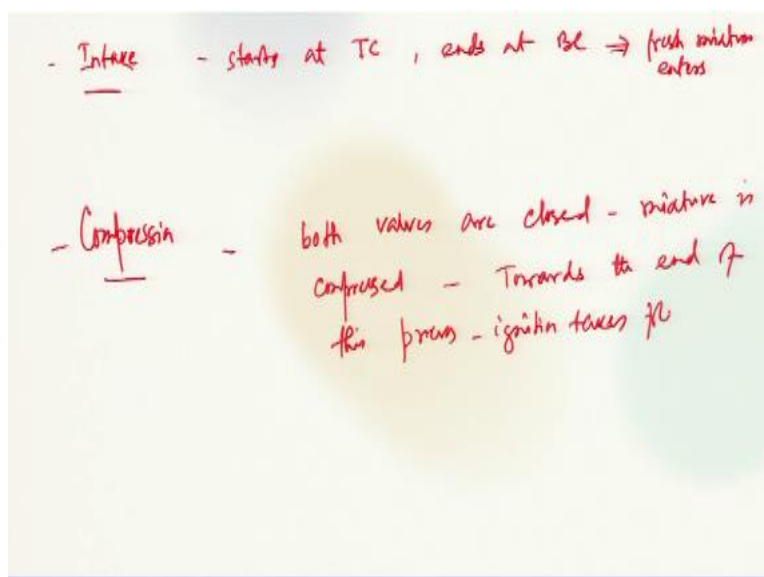 - Intake - starts at TC , ends at BC ⇒ fresh mixture
enters
- Compression - both valves are closed - mixture is
compressed - Towards the end of
this process - ignition takes pl